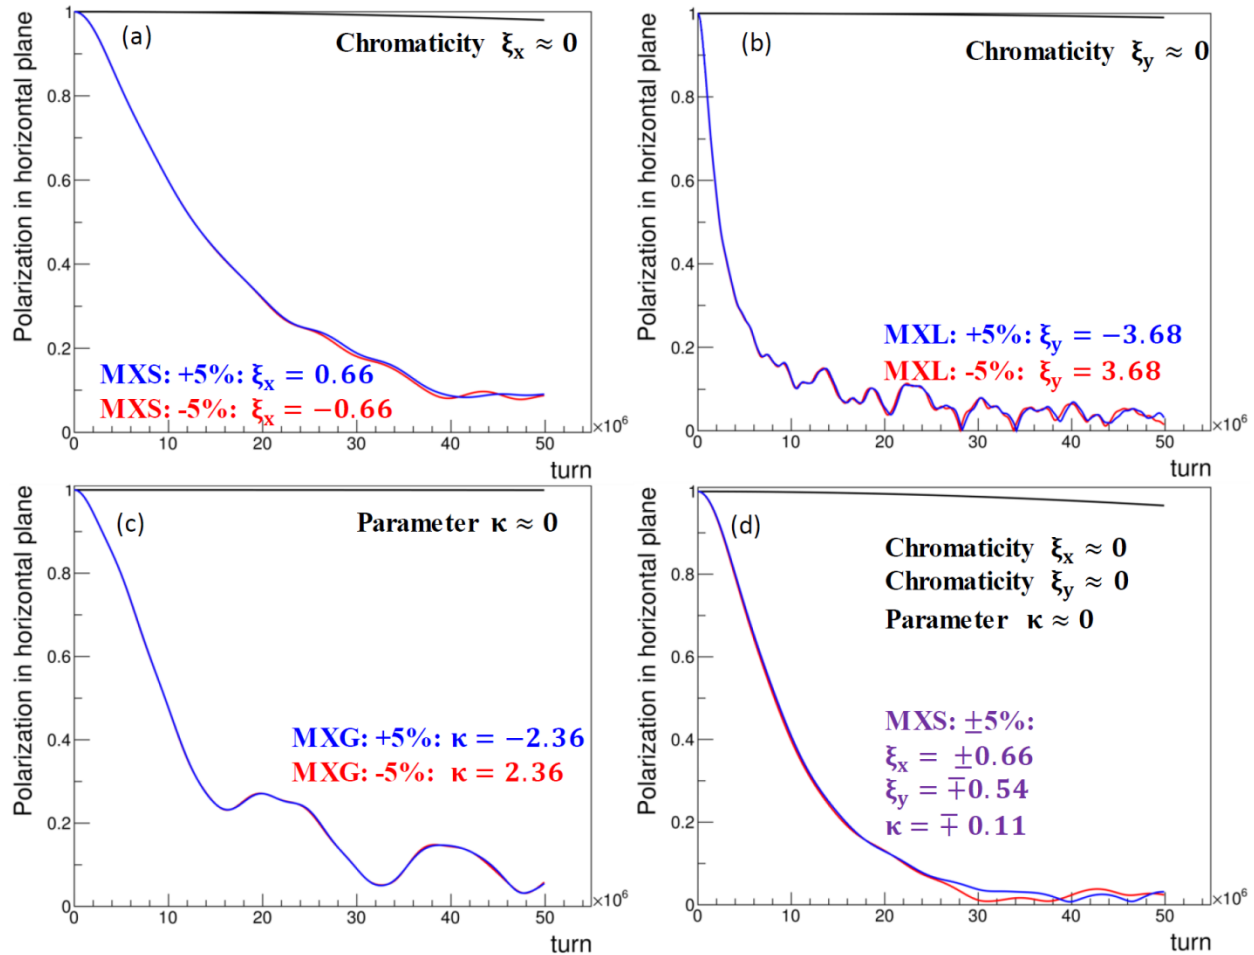 (a)
Chromaticity ξx ≈ 0
MXS: +5%: ξx = 0.66
MXS: -5%: ξx = −0.66
Polarization in horizontal plane
1
0.8
0.6
0.4
0.2
0
0 10 20 30 40 50
×10⁶
turn
(b)
Chromaticity ξy ≈ 0
MXL: +5%: ξy = −3.68
MXL: -5%: ξy = 3.68
Polarization in horizontal plane
1
0.8
0.6
0.4
0.2
0
0 10 20 30 40 50
×10⁶
turn
(c)
Parameter κ ≈ 0
MXG: +5%: κ = −2.36
MXG: -5%: κ = 2.36
Polarization in horizontal plane
1
0.8
0.6
0.4
0.2
0
0 10 20 30 40 50
×10⁶
turn
(d)
Chromaticity ξx ≈ 0
Chromaticity ξy ≈ 0
Parameter κ ≈ 0
MXS: ±5%:
ξx = ±0.66
ξy = ∓0.54
κ = ∓ 0.11
Polarization in horizontal plane
1
0.8
0.6
0.4
0.2
0
0 10 20 30 40 50
×10⁶
turn